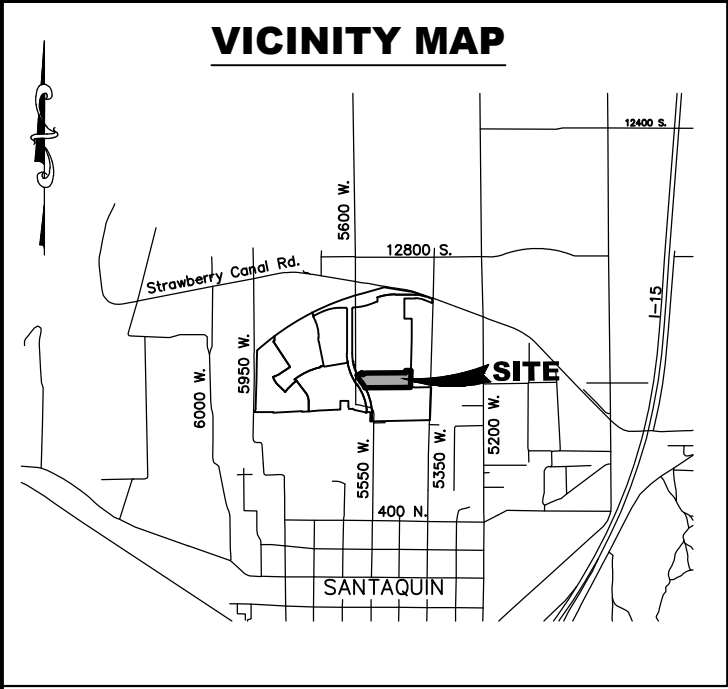 VICINITY MAP
12400 S.
5600 W.
12800 S.
Strawberry Canal Rd.
I-15
5950 W.
6000 W.
SITE
5200 W.
5550 W.
5350 W.
400 N.
SANTAQUIN